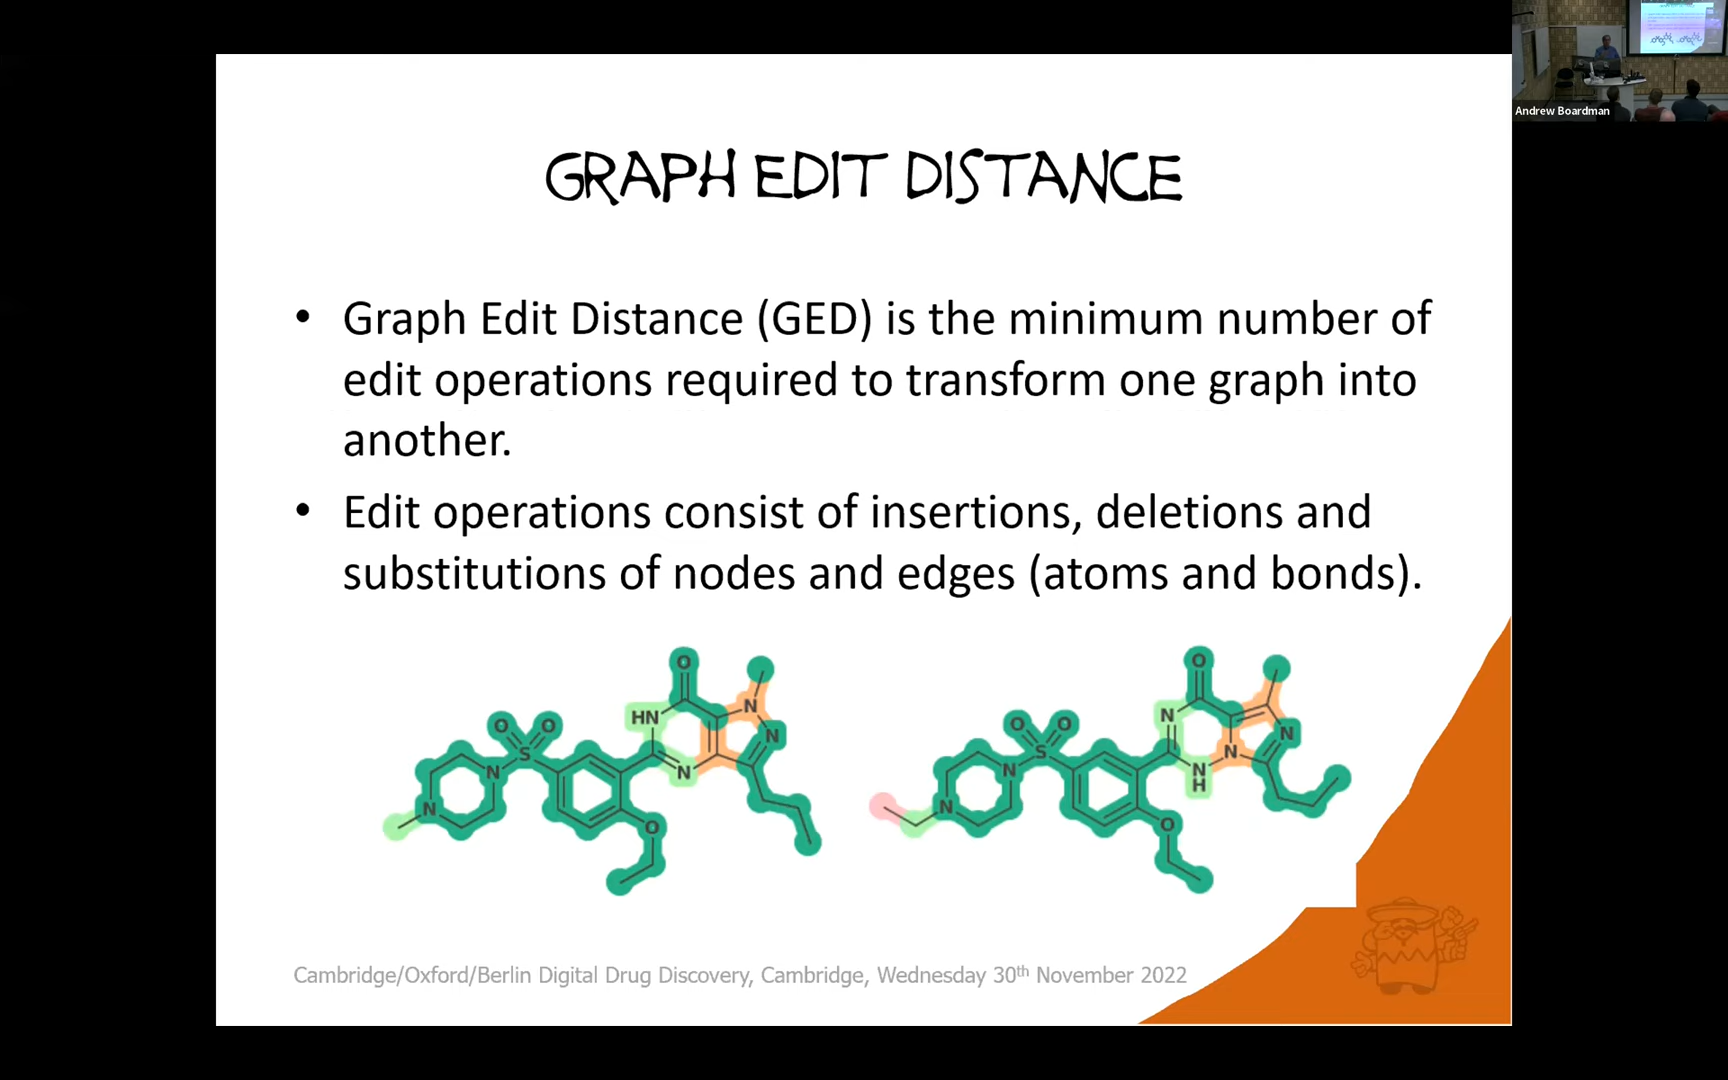 Andrew Boardman
GRAPH EDIT DISTANCE
• Graph Edit Distance (GED) is the minimum number of
edit operations required to transform one graph into
another.
• Edit operations consist of insertions, deletions and
substitutions of nodes and edges (atoms and bonds).
O
HN
N
N
O
O
S
N
N
N
O
O
N
N
O
O
S
N
N
N
H
N
O
Cambridge/Oxford/Berlin Digital Drug Discovery, Cambridge, Wednesday 30th November 2022